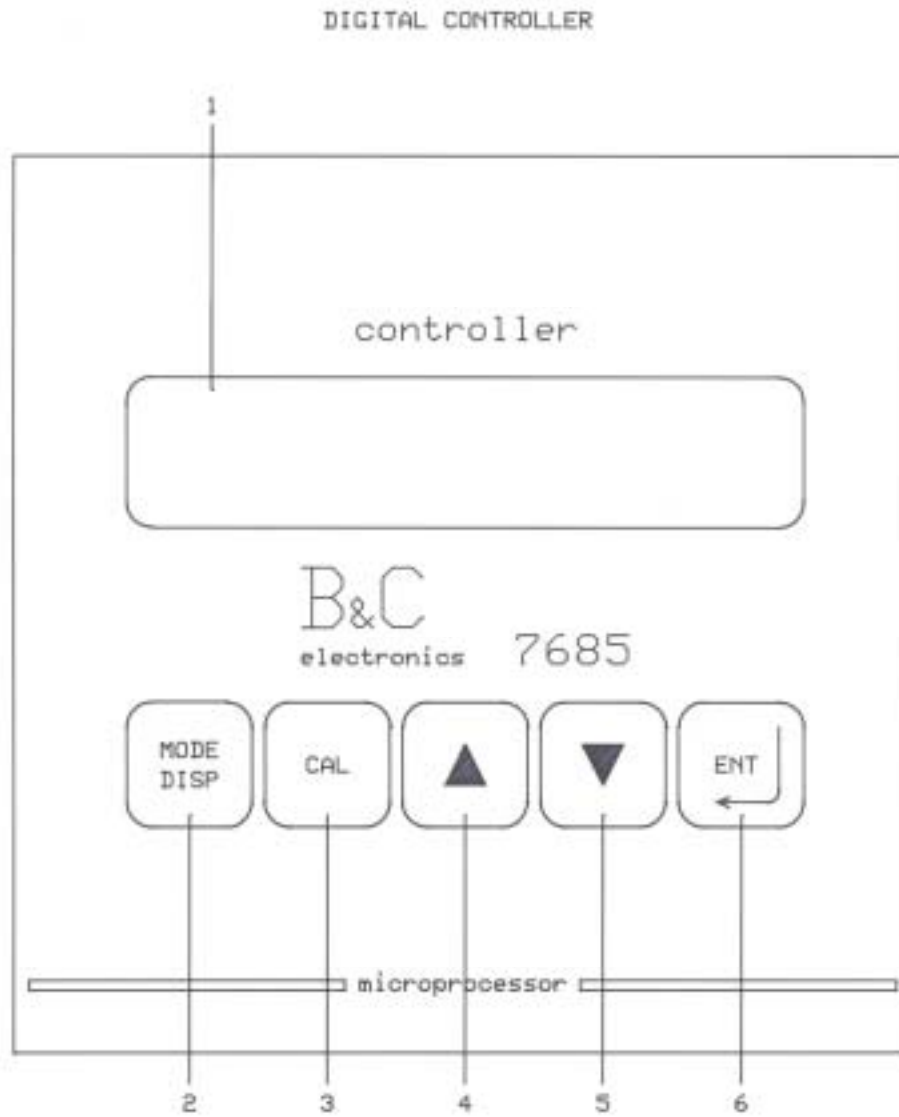 DIGITAL CONTROLLER
1
controller
B&C
electronics 7685
MODE
DISP
CAL
▲
▼
ENT
microprocessor
2 3 4 5 6